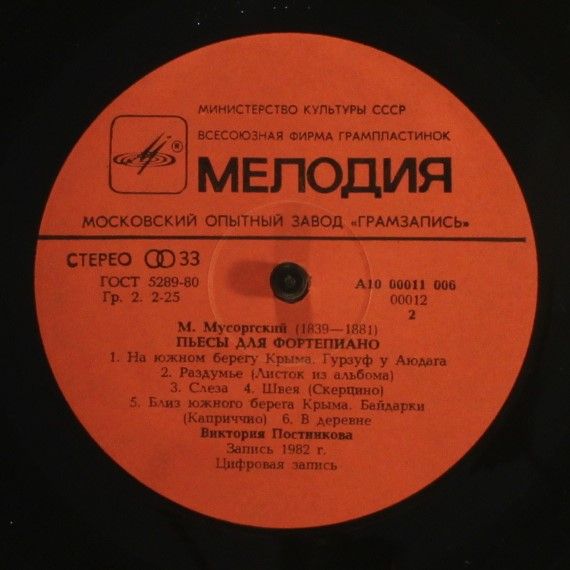 МИНИСТЕРСТВО КУЛЬТУРЫ СССР
ВСЕСОЮЗНАЯ ФИРМА ГРАМПЛАСТИНОК
® МЕЛОДИЯ
МОСКОВСКИЙ ОПЫТНЫЙ ЗАВОД «ГРАМЗАПИСЬ»
СТЕРЕО 33
ГОСТ 5289-80
Гр. 2. 2-25
А10 00011 006
00012
2
М. Мусоргский (1839—1881)
ПЬЕСЫ ДЛЯ ФОРТЕПИАНО
1. На южном берегу Крыма. Гурзуф у Аюдага
2. Раздумье (Листок из альбома)
3. Слеза 4. Швея (Скерцино)
5. Близ южного берега Крыма. Байдарки
(Каприччио) 6. В деревне
Виктория Постникова
Запись 1982 г.
Цифровая запись